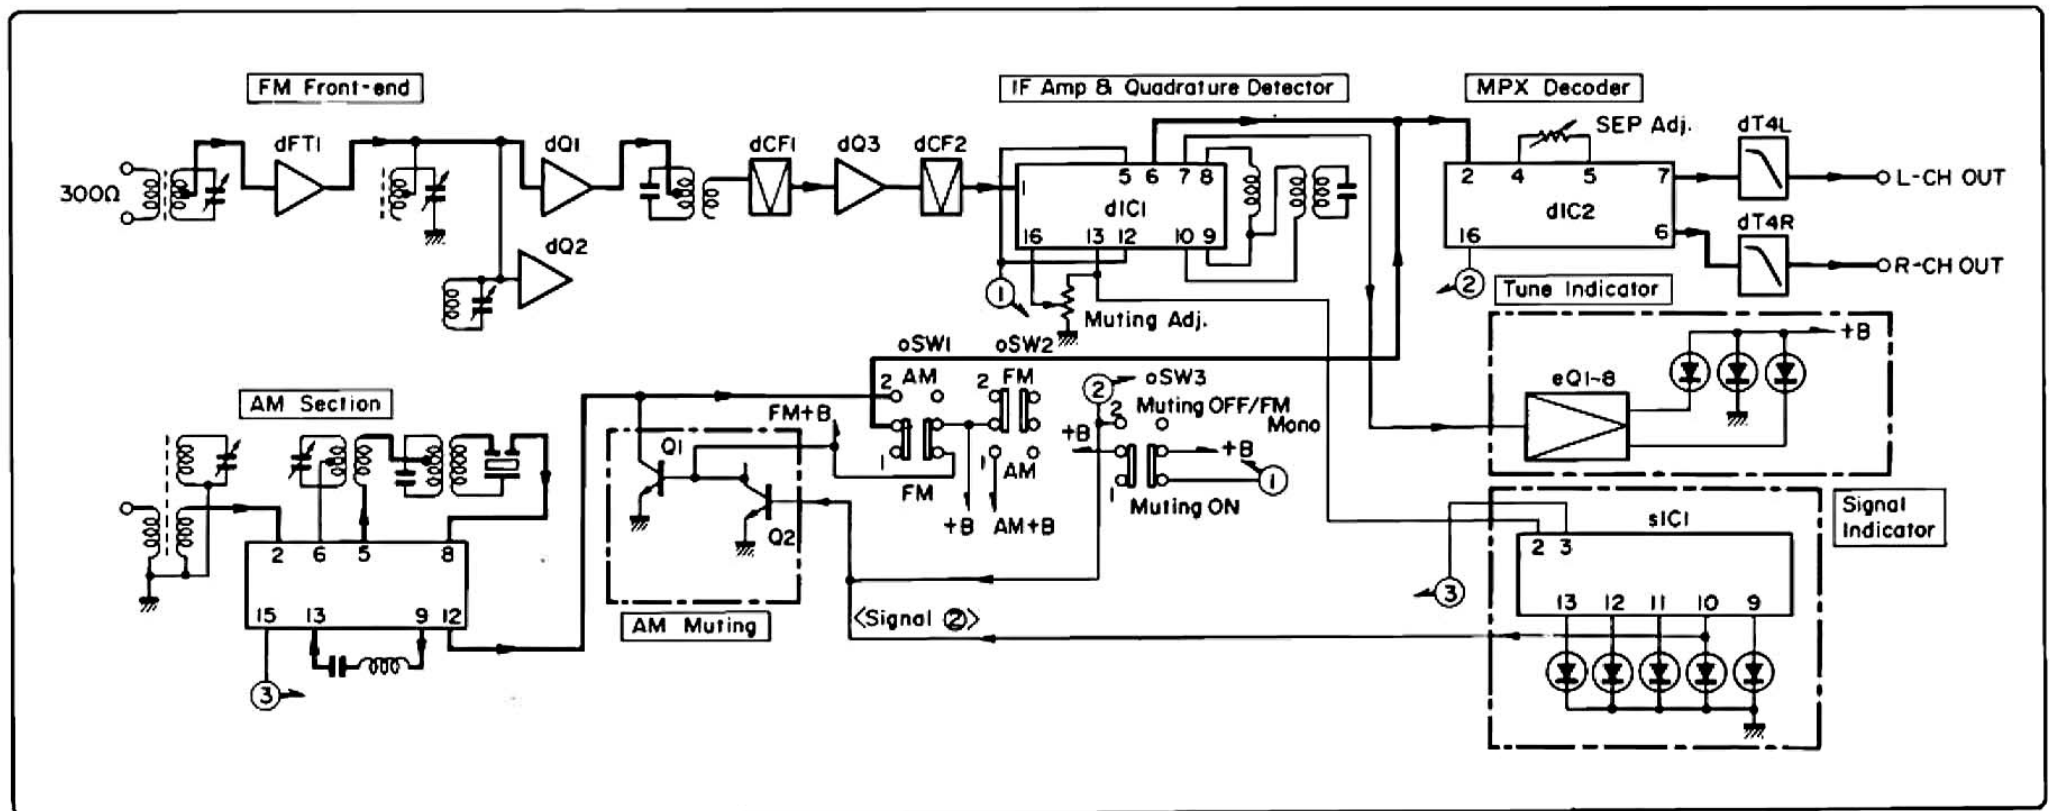 FM Front-end
IF Amp & Quadrature Detector
MPX Decoder
300Ω
dFT1
dQ1
dQ2
dCF1
dQ3
dCF2
1
5 6 7 8
dIC1
16 13 12 10 9
1
Muting Adj.
SEP Adj.
2 4 5 7
dIC2
16 6
2
dT4L
L-CH OUT
dT4R
R-CH OUT
Tune Indicator
+B
eQ1~8
AM Section
2 6 5 8
15 13 9 12
3
FM+B
Q1
Q2
AM Muting
oSW1 oSW2
2 AM
2 FM
1
FM
1
AM
+B
AM+B
2
oSW3
2
Muting OFF/FM
Mono
+B
+B
1
1
Muting ON
<Signal ②>
Signal
Indicator
sIC1
2 3
3
13 12 11 10 9